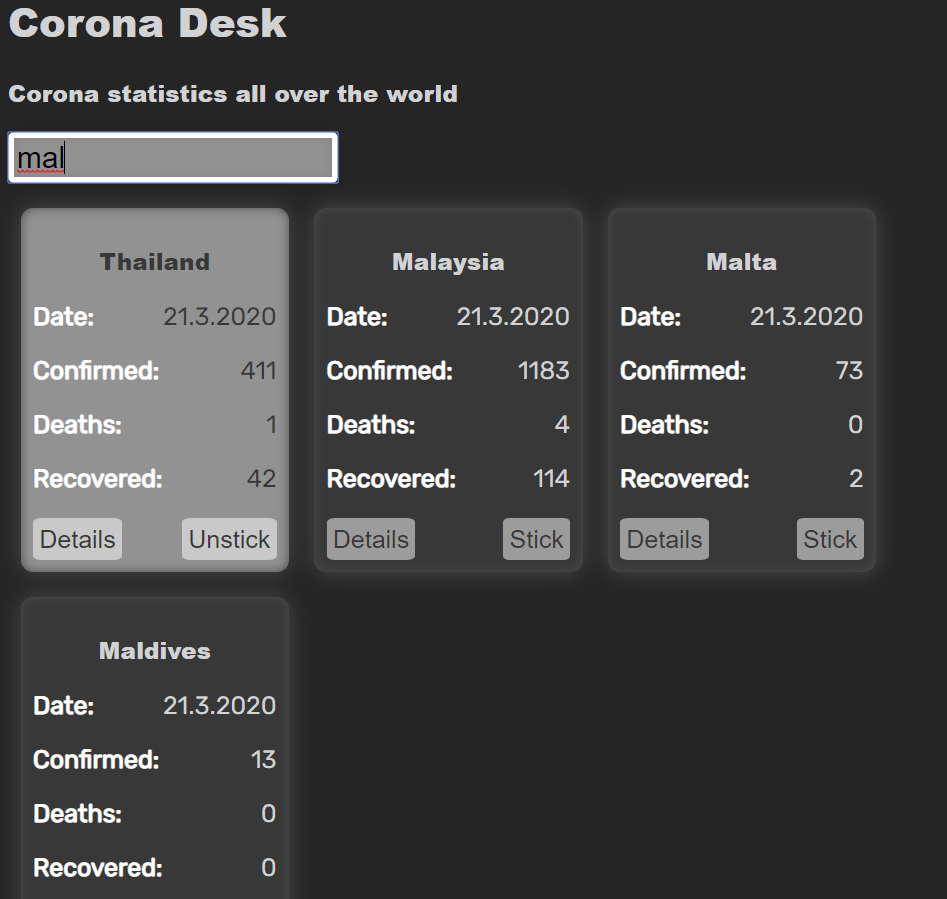 Corona Desk
Corona statistics all over the world
mal
Thailand
Date: 21.3.2020
Confirmed: 411
Deaths: 1
Recovered: 42
Details Unstick
Malaysia
Date: 21.3.2020
Confirmed: 1183
Deaths: 4
Recovered: 114
Details Stick
Malta
Date: 21.3.2020
Confirmed: 73
Deaths: 0
Recovered: 2
Details Stick
Maldives
Date: 21.3.2020
Confirmed: 13
Deaths: 0
Recovered: 0